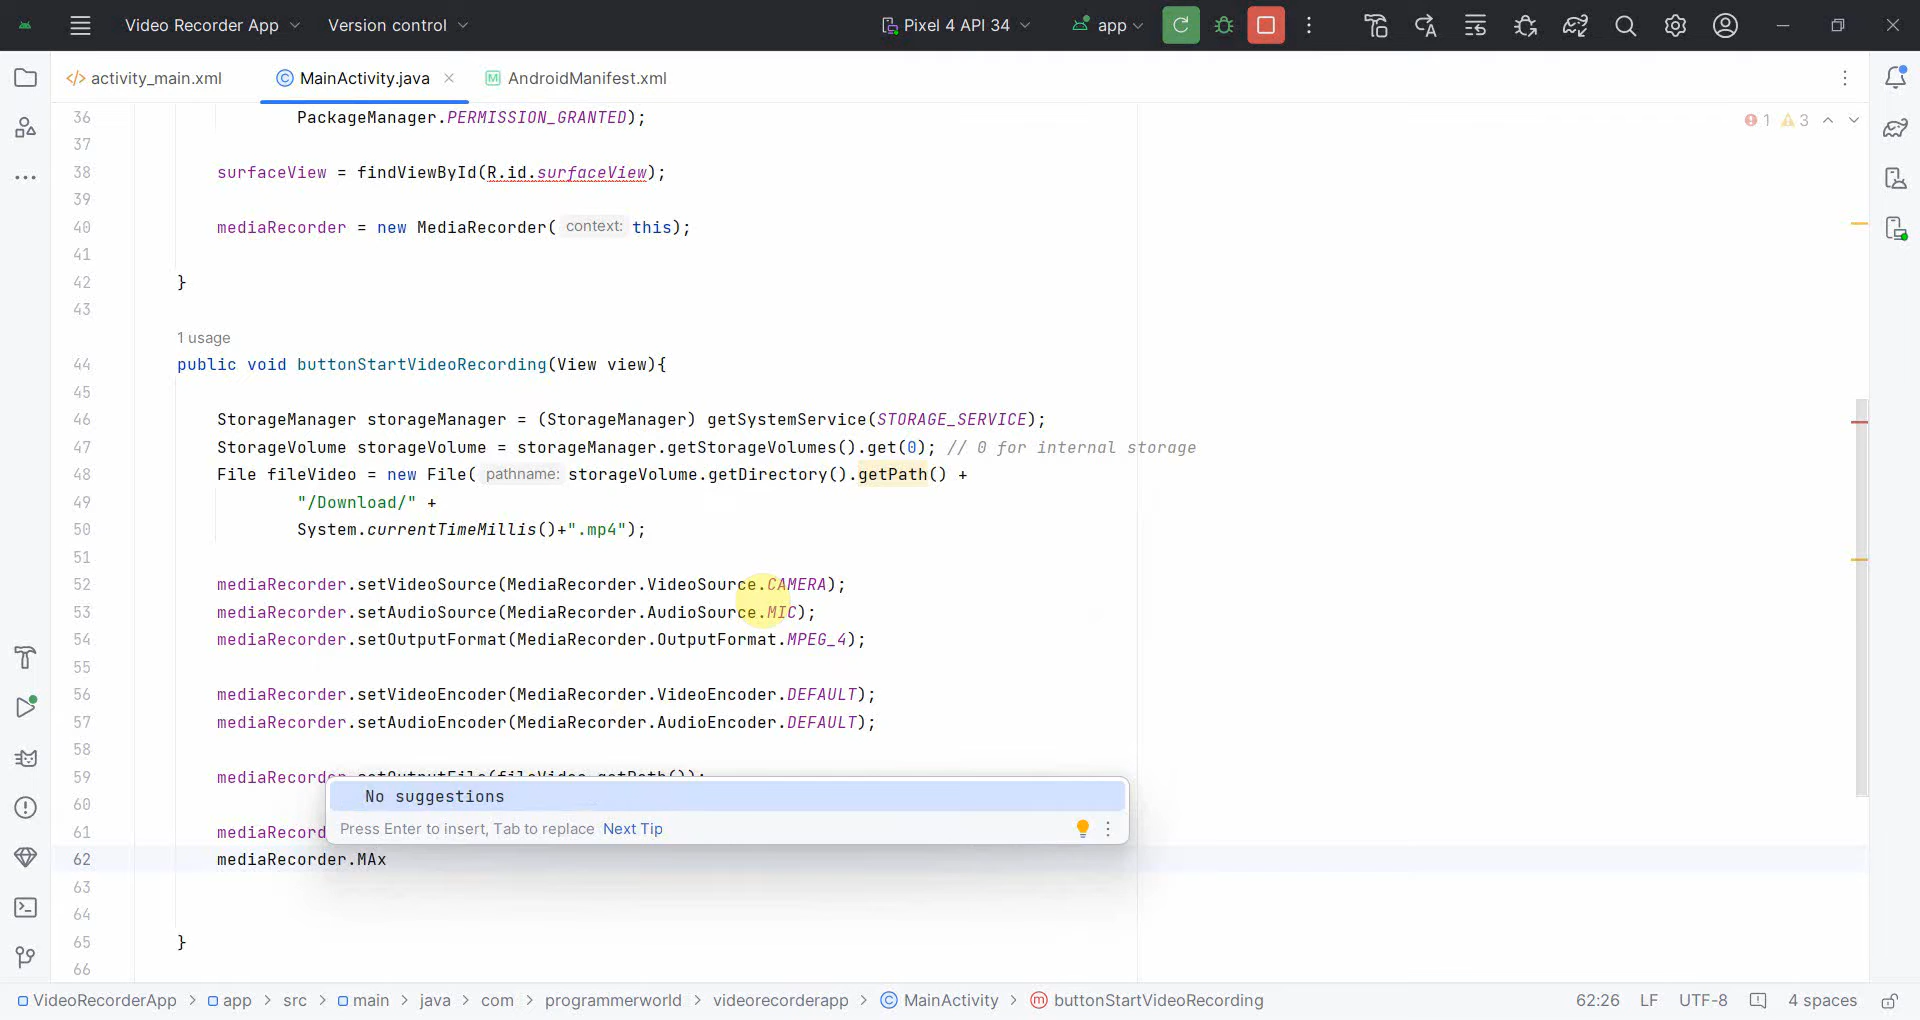 Video Recorder App Version control Pixel 4 API 34 app
activity_main.xml MainActivity.java AndroidManifest.xml
36 PackageManager.PERMISSION_GRANTED); 1 3
37
38 surfaceView = findViewById(R.id.surfaceView);
39
40 mediaRecorder = new MediaRecorder( context: this);
41
42 }
43
1 usage
44 public void buttonStartVideoRecording(View view){
45
46 StorageManager storageManager = (StorageManager) getSystemService(STORAGE_SERVICE);
47 StorageVolume storageVolume = storageManager.getStorageVolumes().get(0); // 0 for internal storage
48 File fileVideo = new File( pathname: storageVolume.getDirectory().getPath() +
49 "/Download/" +
50 System.currentTimeMillis()+".mp4");
51
52 mediaRecorder.setVideoSource(MediaRecorder.VideoSource.CAMERA);
53 mediaRecorder.setAudioSource(MediaRecorder.AudioSource.MIC);
54 mediaRecorder.setOutputFormat(MediaRecorder.OutputFormat.MPEG_4);
55
56 mediaRecorder.setVideoEncoder(MediaRecorder.VideoEncoder.DEFAULT);
57 mediaRecorder.setAudioEncoder(MediaRecorder.AudioEncoder.DEFAULT);
58
59 mediaRecorder.setOutputFile(fileVideo.getPath());
No suggestions
60
Press Enter to insert, Tab to replace Next Tip
61 mediaRecord
62 mediaRecorder.MAx
63
64
65 }
66
VideoRecorderApp > app > src > main > java > com > programmerworld > videorecorderapp > MainActivity > buttonStartVideoRecording 62:26 LF UTF-8 4 spaces